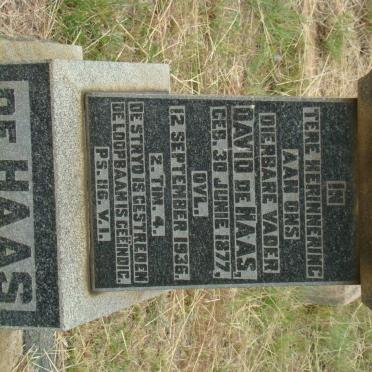 IN
TERE HERINNERING
AAN ONS
DIERBARE VADER
DAVID DE HAAS,
GEB. 30 JUNIE 1877.
OVL.
12 SEPTEMBER 1936.
2. TIM. 4.
DE STRYD IS GESTREDEN
DE LOOPBAAN IS GEËINDIG.
PS. 116. V. 1.
DE HAAS